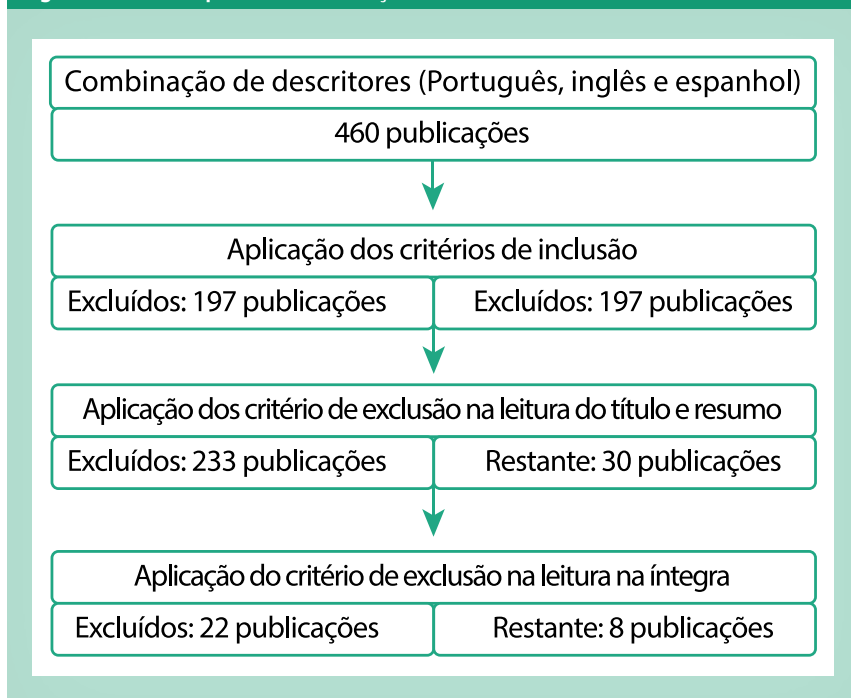 Combinação de descritores (Português, inglês e espanhol)
460 publicações
Aplicação dos critérios de inclusão
Excluídos: 197 publicações Excluídos: 197 publicações
Aplicação dos critério de exclusão na leitura do título e resumo
Excluídos: 233 publicações Restante: 30 publicações
Aplicação do critério de exclusão na leitura na íntegra
Excluídos: 22 publicações Restante: 8 publicações